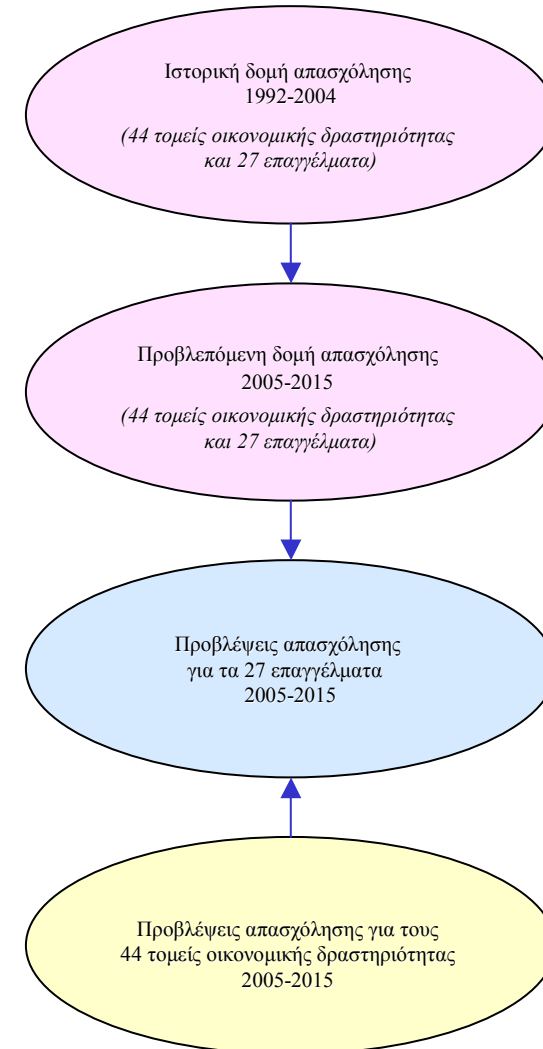 Ιστορική δομή απασχόλησης
1992-2004
(44 τομείς οικονομικής δραστηριότητας
και 27 επαγγέλματα)
Προβλεπόμενη δομή απασχόλησης
2005-2015
(44 τομείς οικονομικής δραστηριότητας
και 27 επαγγέλματα)
Προβλέψεις απασχόλησης
για τα 27 επαγγέλματα
2005-2015
Προβλέψεις απασχόλησης για τους
44 τομείς οικονομικής δραστηριότητας
2005-2015